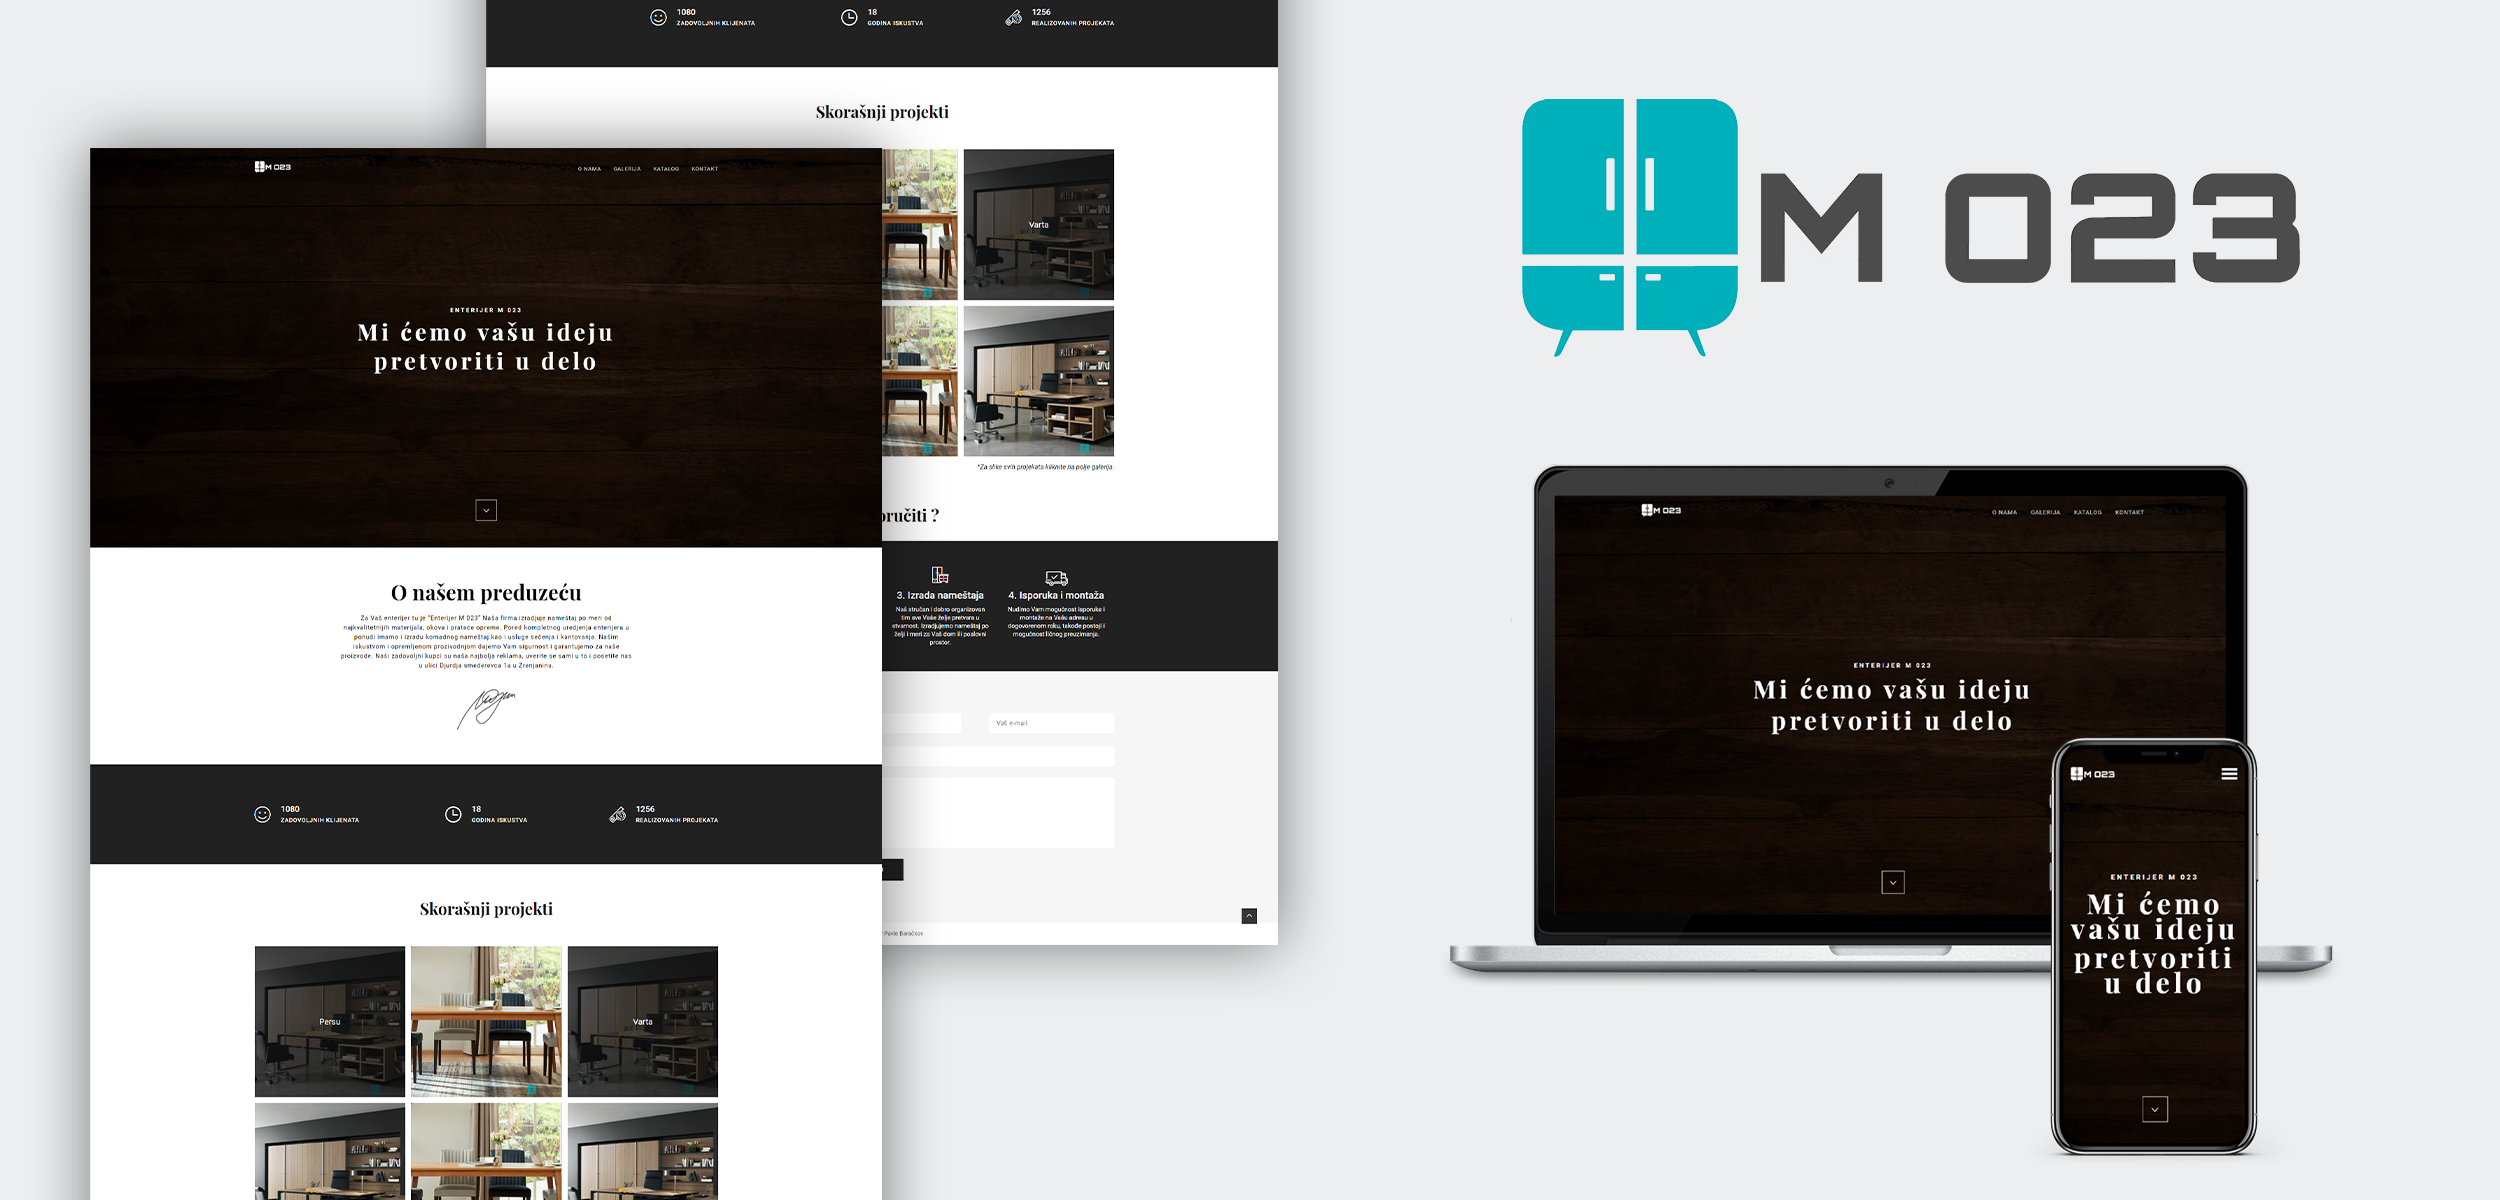 1080
ZADOVOLJNIH KLIJENATA
18
GODINA ISKUSTVA
1256
REALIZOVANIH PROJEKATA
Skorašnji projekti
Varta
*Za slike svih projekata kliknite na polje galerija.
oručiti ?
3. Izrada nameštaja
Naš stručan i dobro organizovan
tim sve Vaše želje pretvara u
stvarnost. Izradjujemo nameštaj po
želji i meri za Vaš dom ili poslovni
prostor.
4. Isporuka i montaža
Nudimo Vam mogućnost isporuke i
montaže na Vašu adresu u
dogovorenom roku, takođe postoji i
mogućnost ličnog preuzimanja.
Vaš e-mail
Pavle Baračkov
M 023
O NAMA
GALERIJA
KATALOG
KONTAKT
ENTERIJER M 023
Mi ćemo vašu ideju
pretvoriti u delo
O našem preduzeću
Za Vaš enterijer tu je "Enterijer M 023" Naša firma izradjuje nameštaj po meri od
najkvalitetnijih materijala, okova i prateće opreme. Pored kompletnog uredjenja enterijera u
ponudi imamo i izradu komadnog nameštaj kao i usluge sečenja i kantovanja. Našim
iskustvom i opremljenom prozivodnjom dajemo Vam sigurnost i garantujemo za naše
proizvode. Naši zadovoljni kupci su naša najbolja reklama, uverite se sami u to i posetite nas
u ulici Djurdja smederevca 1a u Zrenjaninu.
1080
ZADOVOLJNIH KLIJENATA
18
GODINA ISKUSTVA
1256
REALIZOVANIH PROJEKATA
Skorašnji projekti
Persu
Varta
M 023
M 023
O NAMA
GALERIJA
KATALOG
KONTAKT
ENTERIJER M 023
Mi ćemo vašu ideju
pretvoriti u delo
M 023
ENTERIJER M 023
Mi ćemo
vašu ideju
pretvoriti
u delo